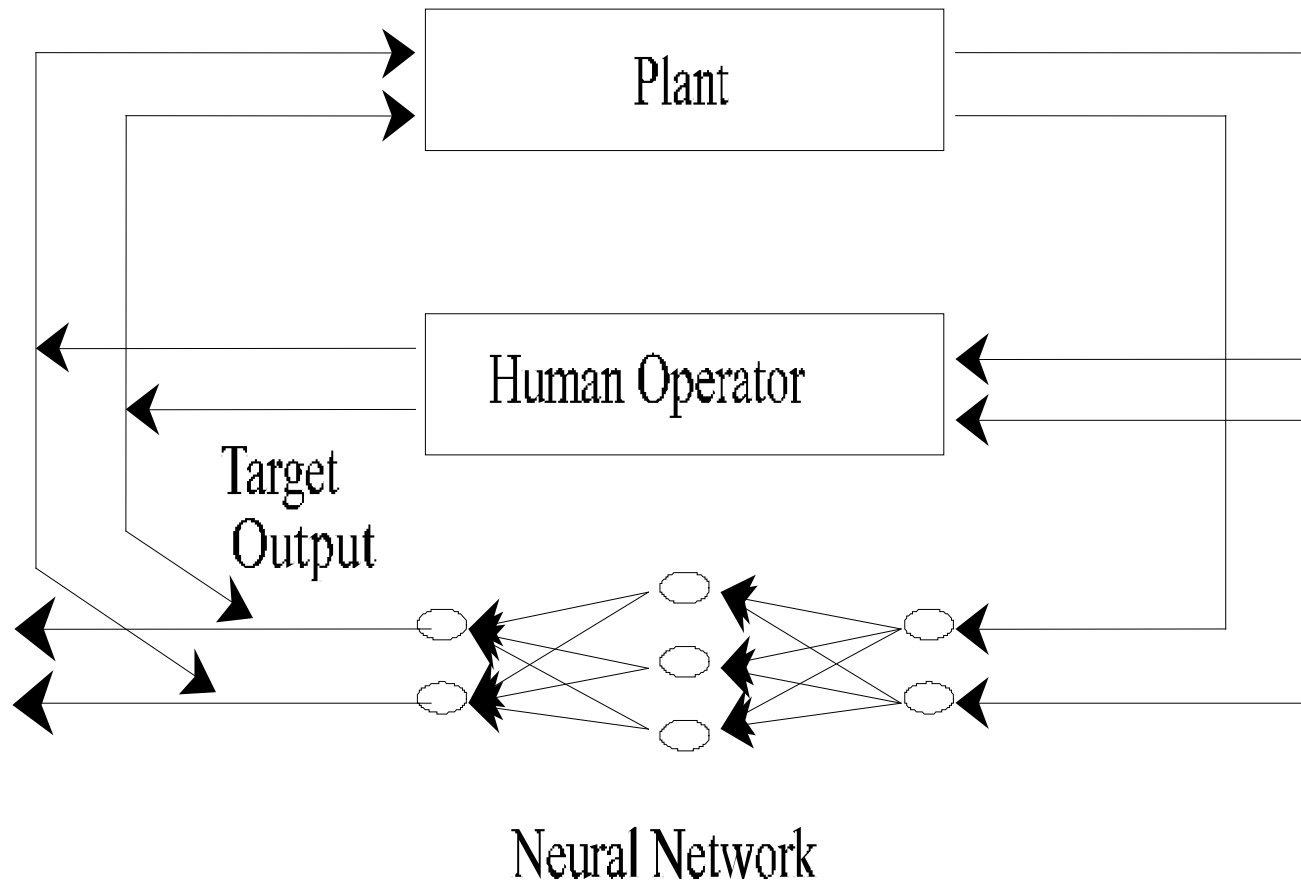 Plant
Human Operator
Target
Output
Neural Network